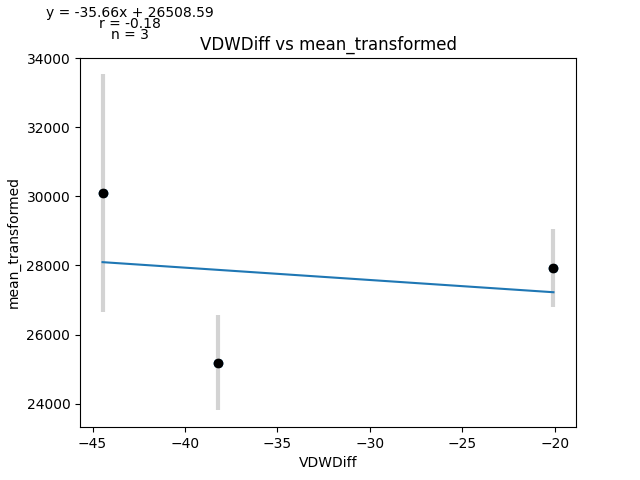 y = -35.66x + 26508.59
r = -0.18
n = 3
VDWDiff vs mean_transformed
34000
32000
30000
28000
26000
24000
mean_transformed
−45
−40
−35
−30
−25
−20
VDWDiff